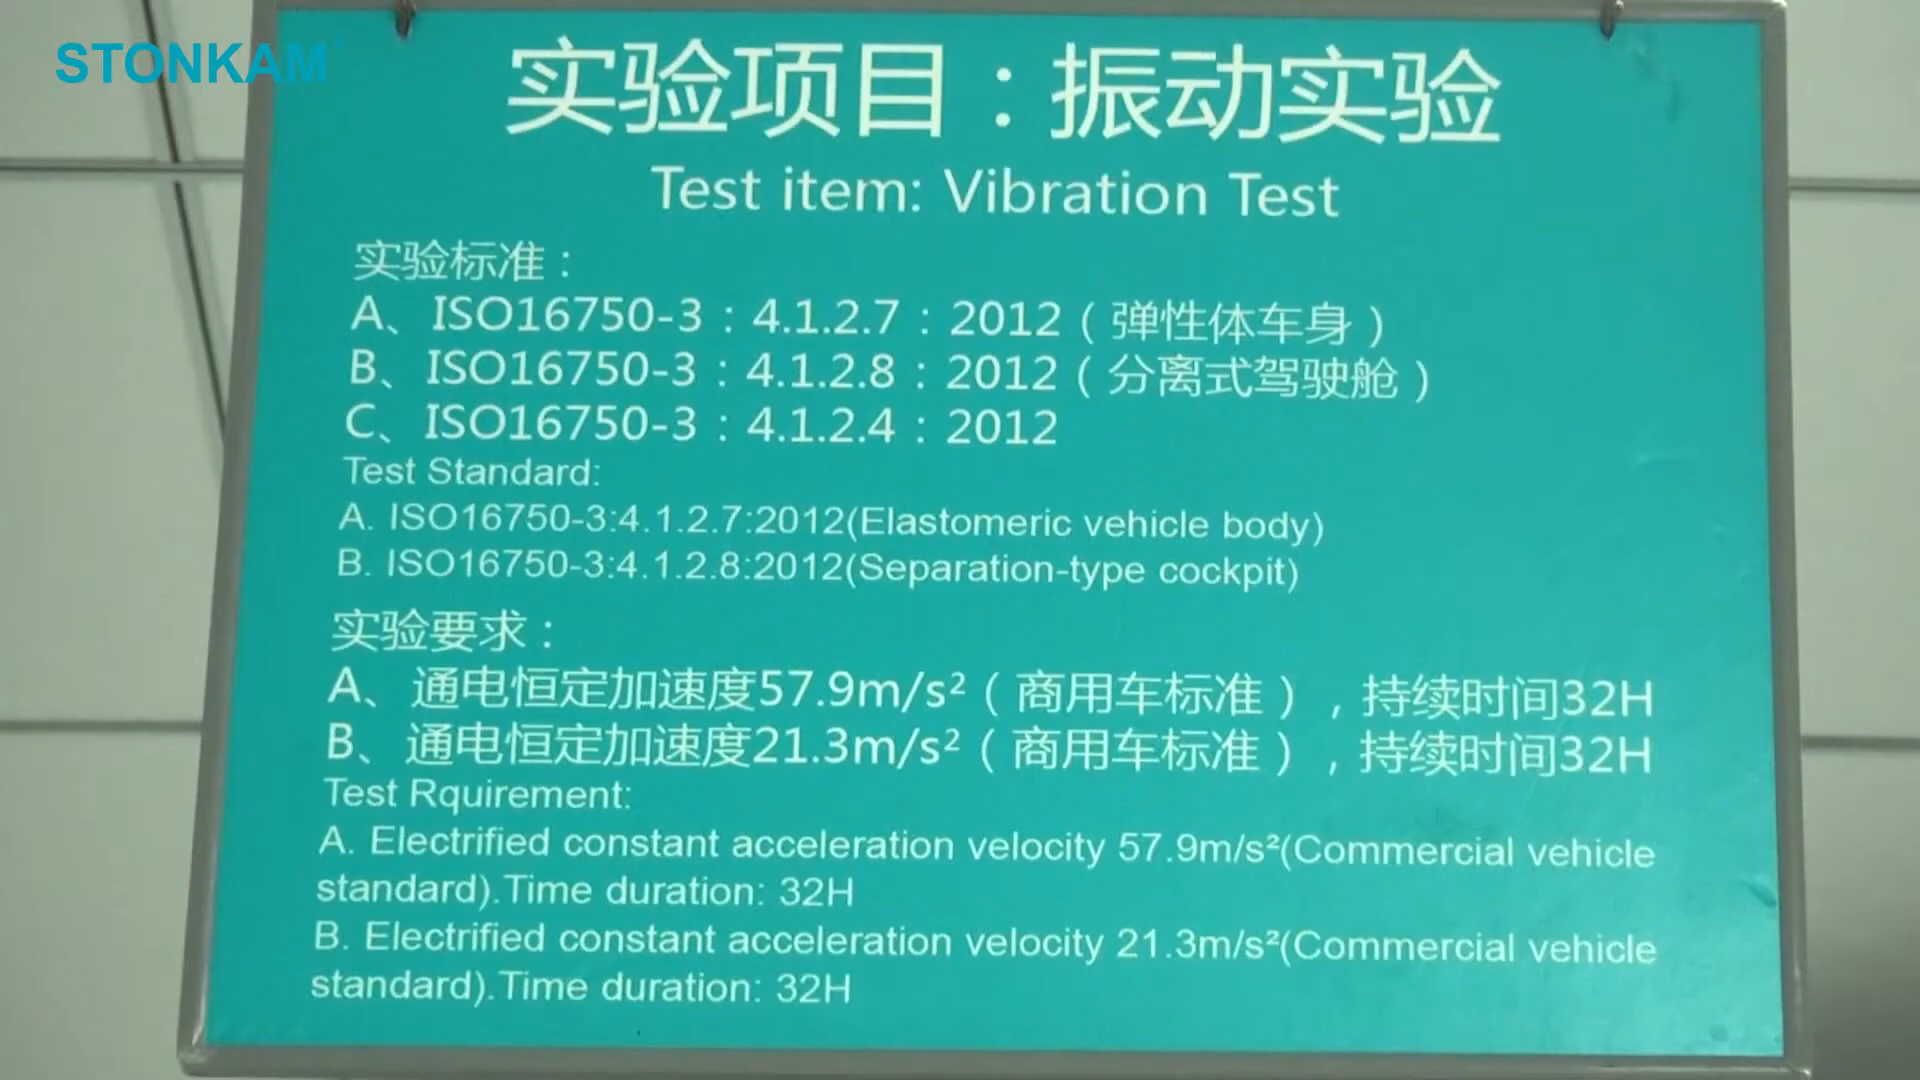 STONKAM
实验项目：振动实验
Test item: Vibration Test
实验标准：
A、ISO16750-3：4.1.2.7：2012（弹性体车身）
B、ISO16750-3：4.1.2.8：2012（分离式驾驶舱）
C、ISO16750-3：4.1.2.4：2012
Test Standard:
A. ISO16750-3:4.1.2.7:2012(Elastomeric vehicle body)
B. ISO16750-3:4.1.2.8:2012(Separation-type cockpit)
实验要求：
A、通电恒定加速度57.9m/s²（商用车标准），持续时间32H
B、通电恒定加速度21.3m/s²（商用车标准），持续时间32H
Test Rquirement:
A. Electrified constant acceleration velocity 57.9m/s²(Commercial vehicle
standard).Time duration: 32H
B. Electrified constant acceleration velocity 21.3m/s²(Commercial vehicle
standard).Time duration: 32H